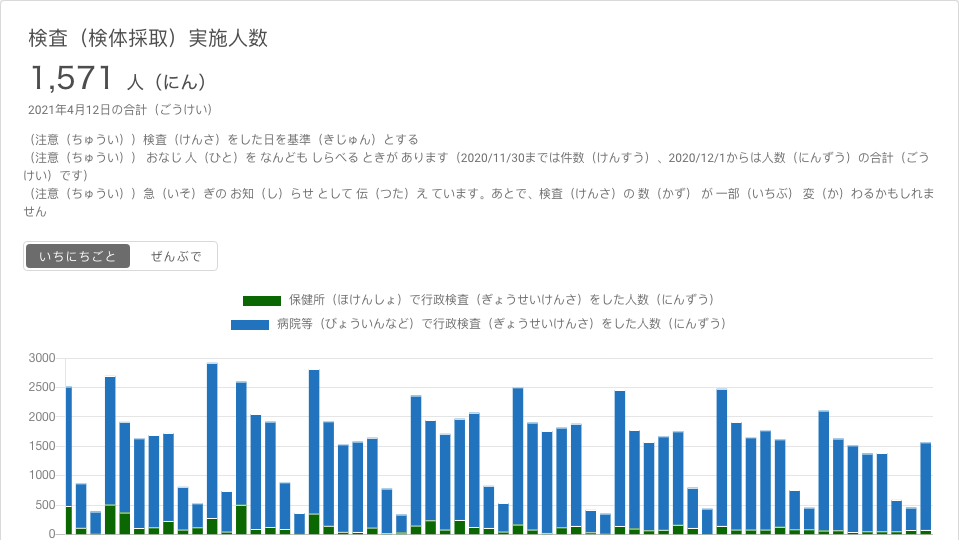 検査（検体採取）実施人数
1,571 人（にん）
2021年4月12日の合計（ごうけい）
（注意（ちゅうい））検査（けんさ）をした日を基準（きじゅん）とする
（注意（ちゅうい）） おなじ 人（ひと）を なんども しらべる ときが あります（2020/11/30までは件数（けんすう）、2020/12/1からは人数（にんずう）の合計（ごう
けい）です）
（注意（ちゅうい））急（いそ）ぎの お知（し）らせ として 伝（つた）え ています。あとで、検査（けんさ）の 数（かず） が 一部（いちぶ） 変（か）わるかもしれま
せん
いちにちごと ぜんぶで
保健所（ほけんしょ）で行政検査（ぎょうせいけんさ）をした人数（にんずう）
病院等（びょういんなど）で行政検査（ぎょうせいけんさ）をした人数（にんずう）
3000
2500
2000
1500
1000
500
0